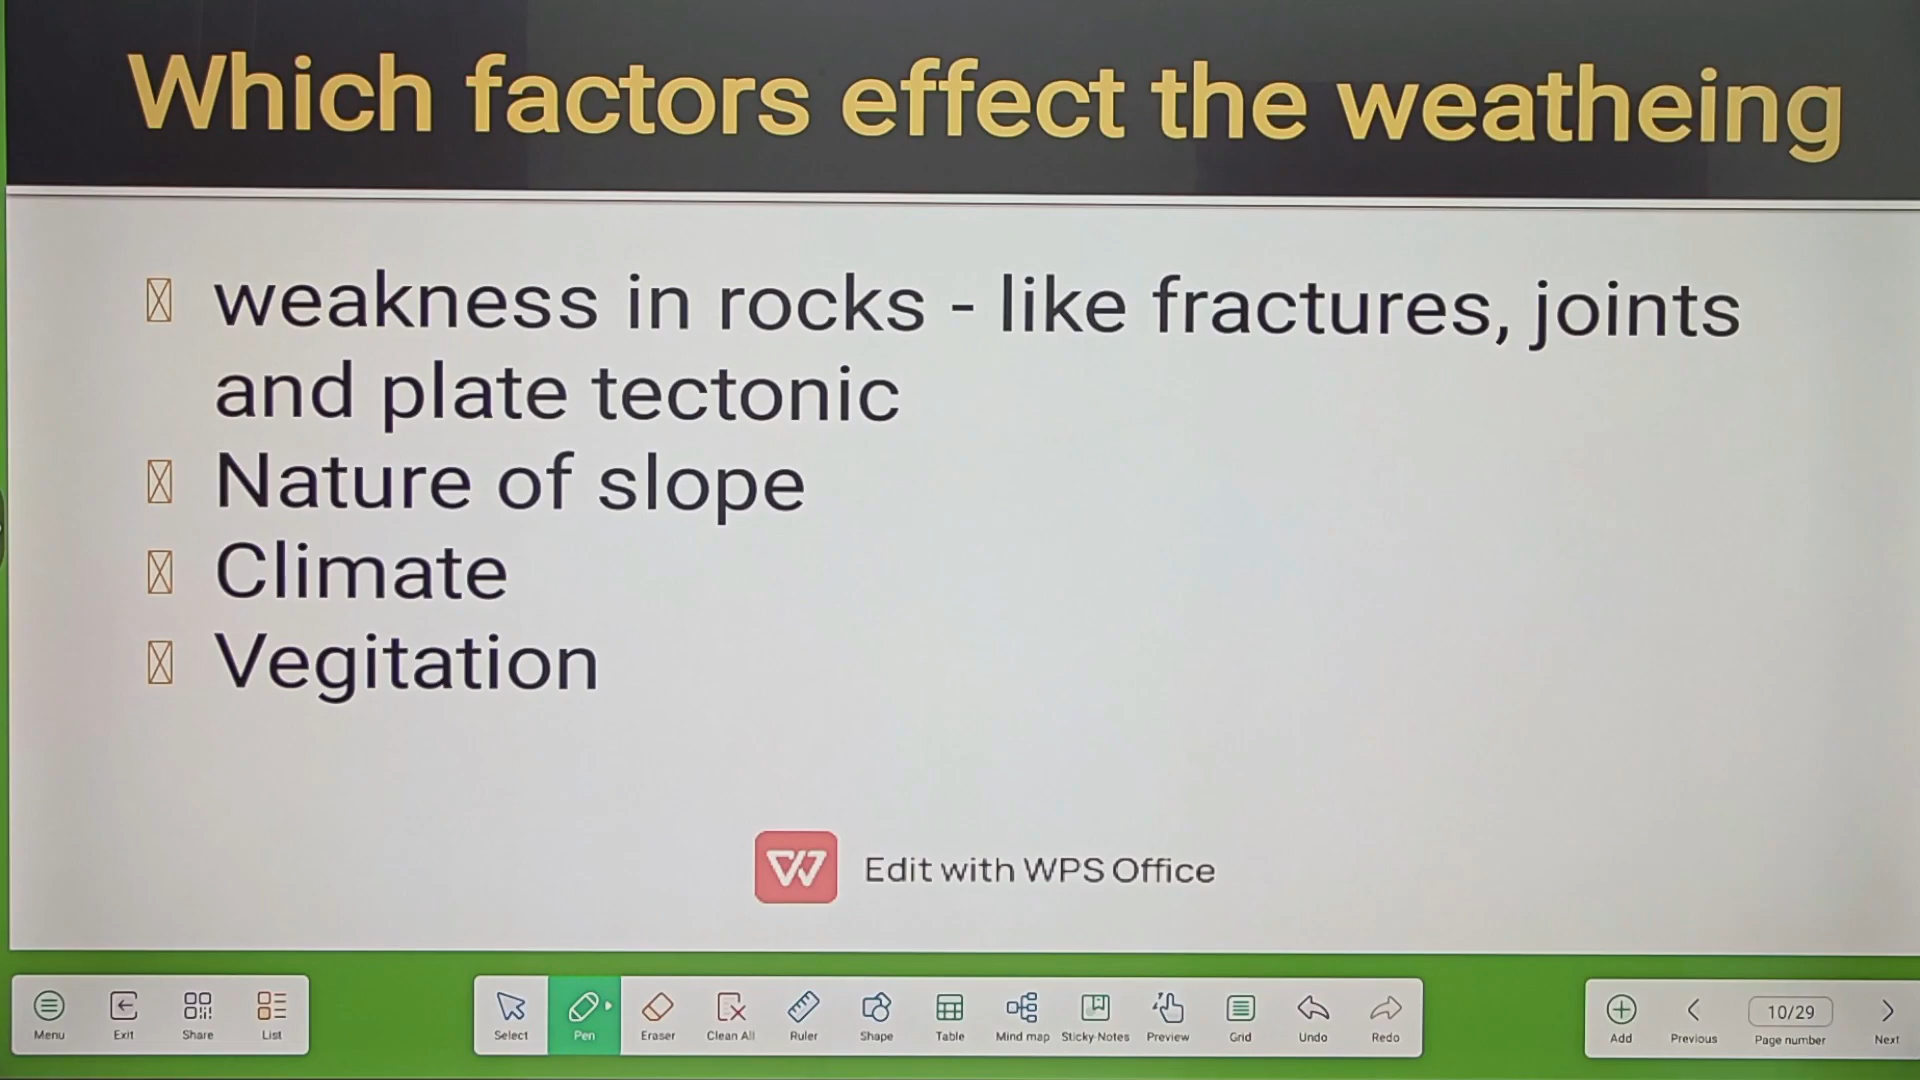 Which factors effect the weatheing
weakness in rocks - like fractures, joints
and plate tectonic
Nature of slope
Climate
Vegitation
Edit with WPS Office
Menu
Exit
Share
List
Select
Pen
Eraser
Clean All
Ruler
Shape
Table
Mind map
Sticky Notes
Preview
Grid
Undo
Redo
Add
Previous
10/29
Page number
Next